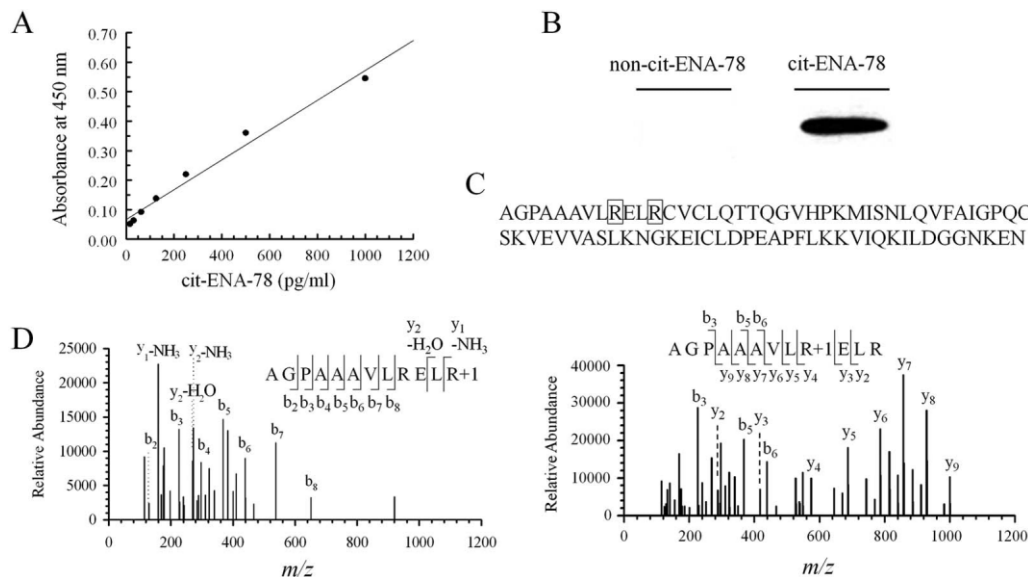 A
Absorbance at 450 nm
0.70
0.60
0.50
0.40
0.30
0.20
0.10
0.00
0 200 400 600 800 1000 1200
cit-ENA-78 (pg/ml)
B
non-cit-ENA-78 cit-ENA-78
C
AGPAAAVLRELRCVCLQTTQGVHPKMISNLQVFAIGPQC
SKVEVVASLKNGKEICLDPEAPFLKKVIQKILDGGNKEN
D
Relative Abundance
25000
20000
15000
10000
5000
0
0 200 400 600 800 1000
m/z
y1-NH3
y2-NH3
y2-H2O
b2
b3
b4
b5
b6
b7
b8
y2 y1
-H2O -NH3
AGPAAAVLRELR+1
b2 b3 b4 b5 b6 b7 b8
Relative Abundance
40000
30000
20000
10000
0
0 200 400 600 800 1000 1200
m/z
b3 b5 b6
AGPAAAVLR+1ELR
y9 y8 y7 y6 y5 y4 y3 y2
b3
y2
b5
y3
b6
y4
y5
y6
y7
y8
y9